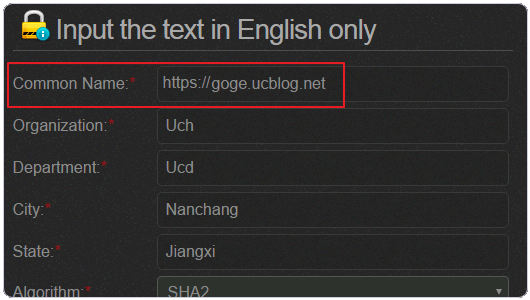 Input the text in English only
Common Name:* https://goge.ucblog.net
Organization:* Uch
Department:* Ucd
City:* Nanchang
State:* Jiangxi
Algorithm:* SHA2